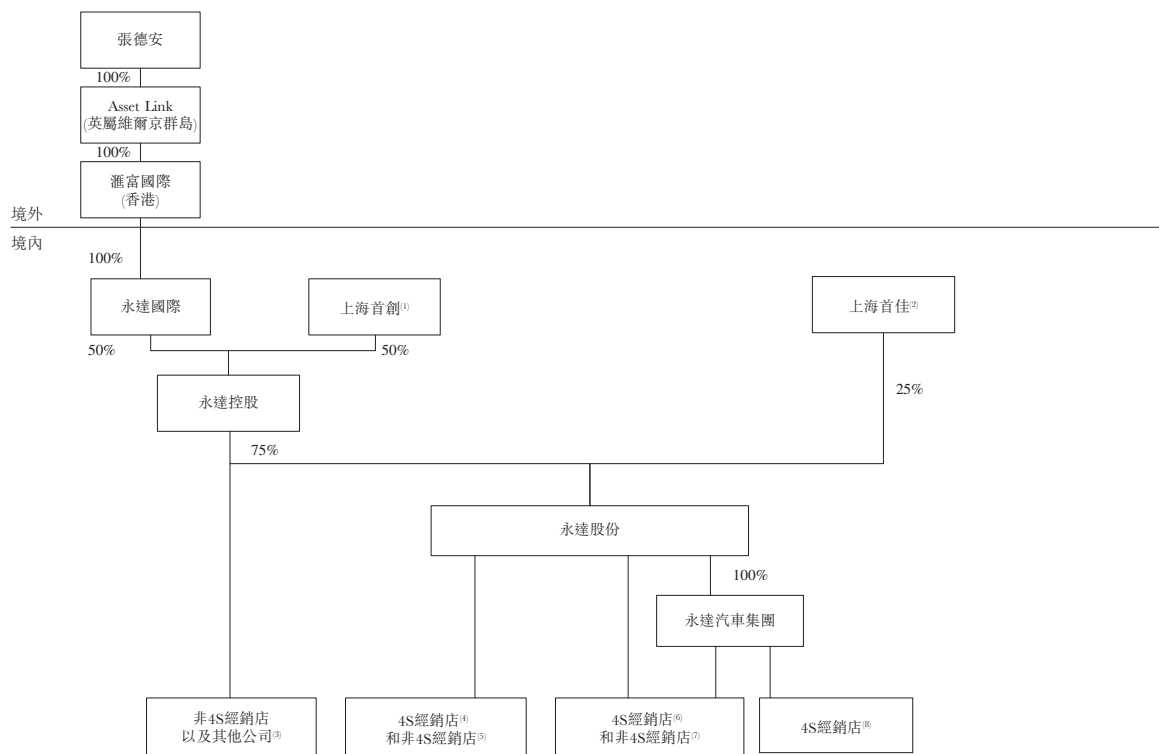 張德安
100%
Asset Link
(英屬維爾京群島)
100%
滙富國際
(香港)
境外
境內
100%
永達國際
上海首創(1)
上海首佳(2)
50%
50%
永達控股
25%
75%
永達股份
100%
永達汽車集團
非4S經銷店
以及其他公司(3)
4S經銷店(4)
和非4S經銷店(5)
4S經銷店(6)
和非4S經銷店(7)
4S經銷店(8)